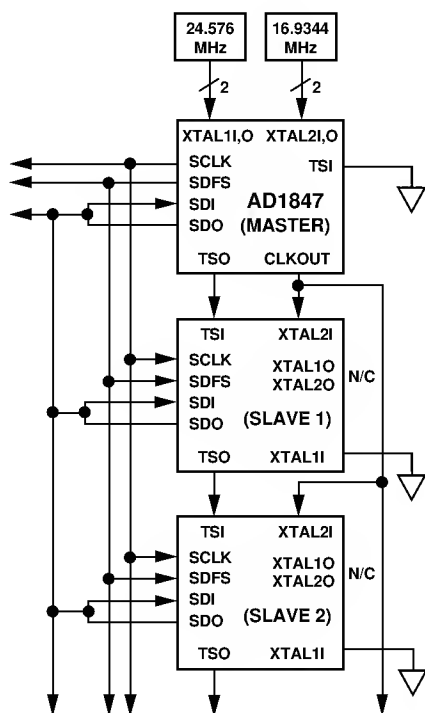 24.576
MHz
16.9344
MHz
2
2
XTAL1I,O
XTAL2I,O
SCLK
TSI
SDFS
SDI
AD1847
SDO
(MASTER)
TSO
CLKOUT
TSI
XTAL2I
SCLK
XTAL1O
SDFS
XTAL2O
N/C
SDI
SDO
(SLAVE 1)
TSO
XTAL1I
TSI
XTAL2I
SCLK
XTAL1O
SDFS
XTAL2O
N/C
SDI
SDO
(SLAVE 2)
TSO
XTAL1I